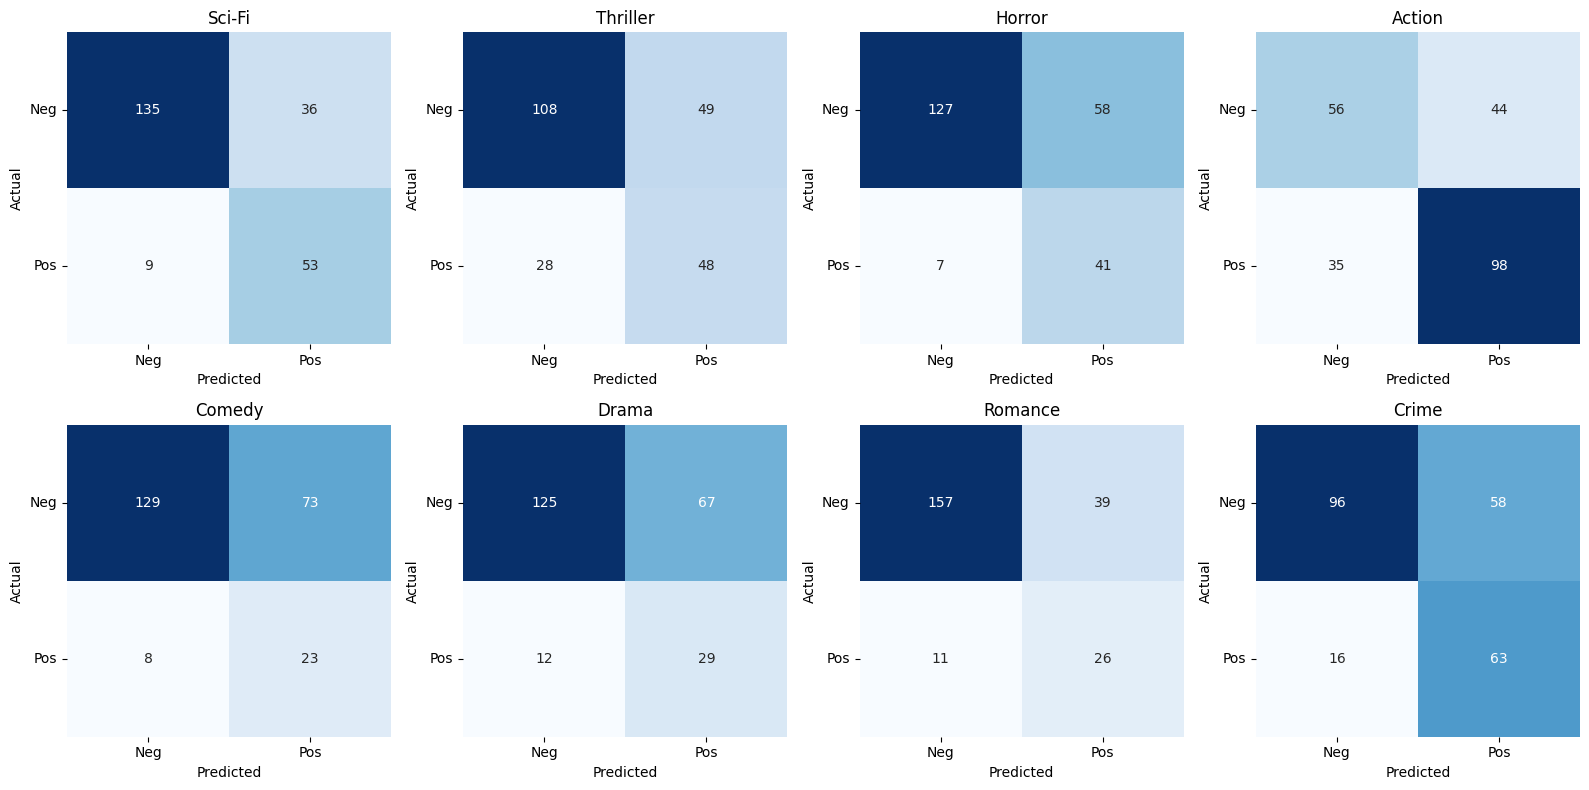 Sci-Fi
Neg
135 36
Actual
Pos
9 53
Neg Pos
Predicted
Thriller
Neg
108 49
Actual
Pos
28 48
Neg Pos
Predicted
Horror
127 58
Actual
7 41
Neg Pos
Predicted
Action
Neg
56 44
Actual
Pos
35 98
Neg Pos
Predicted
Comedy
Neg
129 73
Actual
Pos
8 23
Neg Pos
Predicted
Drama
Neg
125 67
Actual
Pos
12 29
Neg Pos
Predicted
Romance
Neg
157 39
Actual
Pos
11 26
Neg Pos
Predicted
Crime
Neg
96 58
Actual
Pos
16 63
Neg Pos
Predicted